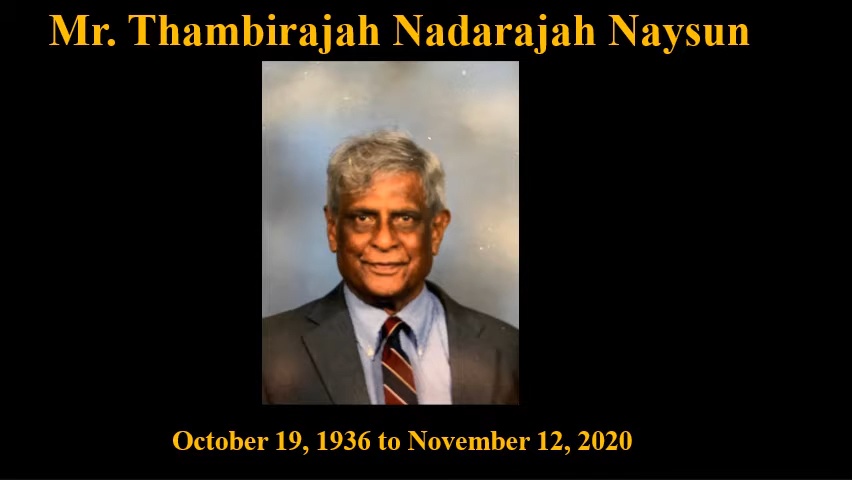 Mr. Thambirajah Nadarajah Naysun
October 19, 1936 to November 12, 2020